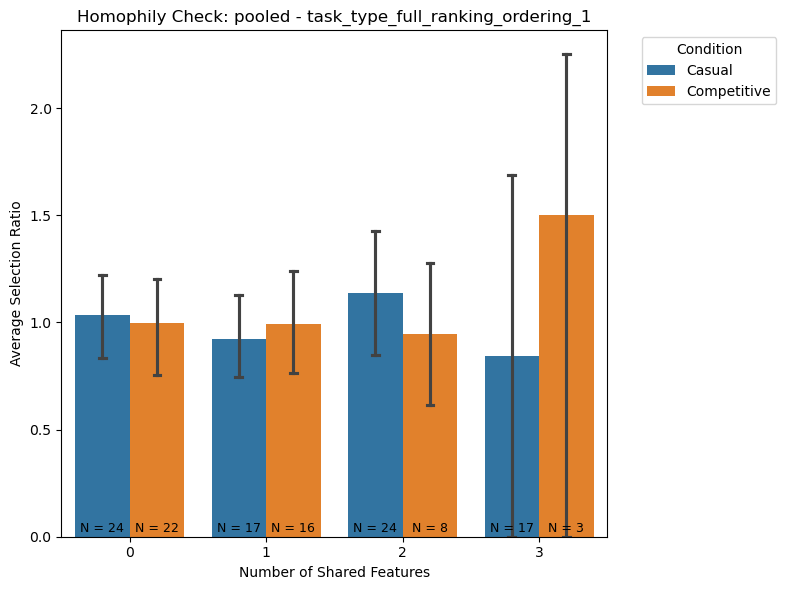 Homophily Check: pooled - task_type_full_ranking_ordering_1
Condition
Casual
Competitive
Average Selection Ratio
2.0
1.5
1.0
0.5
0.0
N = 24 N = 22 N = 17 N = 16 N = 24 N = 8 N = 17 N = 3
0 1 2 3
Number of Shared Features